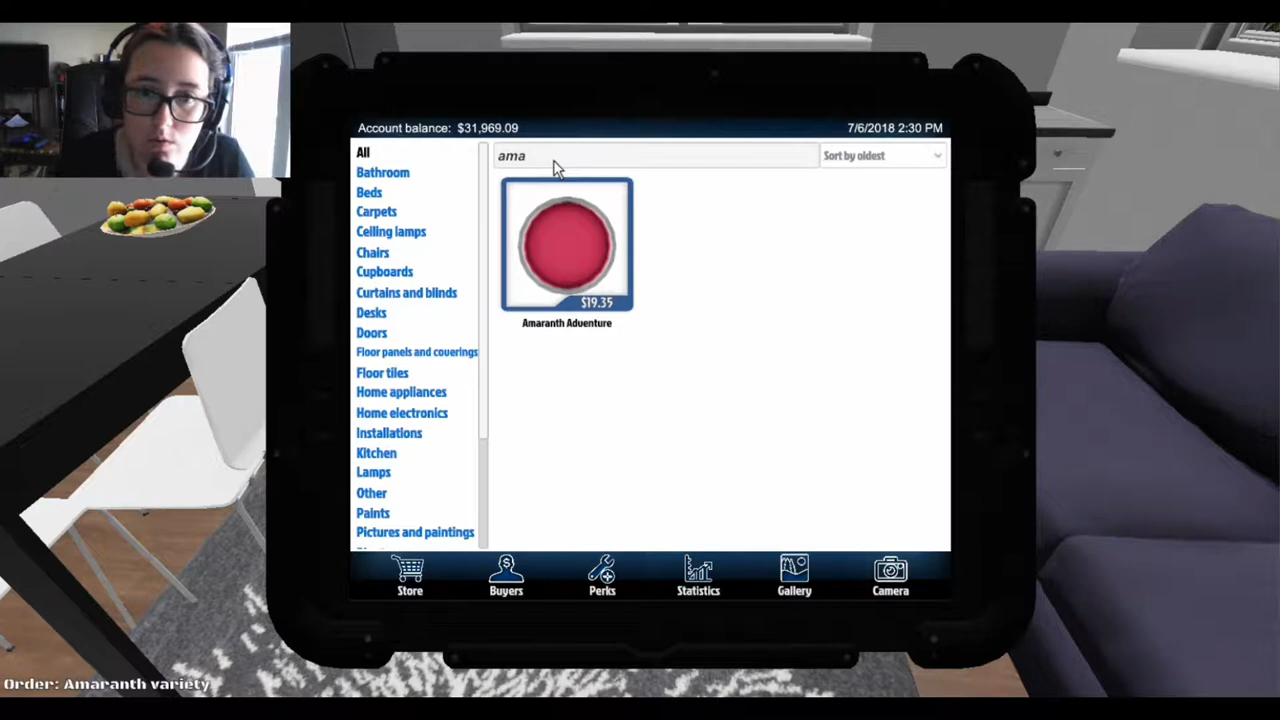 Account balance: $31,969.09
7/6/2018 2:30 PM
All
Bathroom
Beds
Carpets
Ceiling lamps
Chairs
Cupboards
Curtains and blinds
Desks
Doors
Floor panels and coverings
Floor tiles
Home appliances
Home electronics
Installations
Kitchen
Lamps
Other
Paints
Pictures and paintings
ama
Sort by oldest
$19.35
Amaranth Adventure
Store
Buyers
Perks
Statistics
Gallery
Camera
Order: Amaranth variety